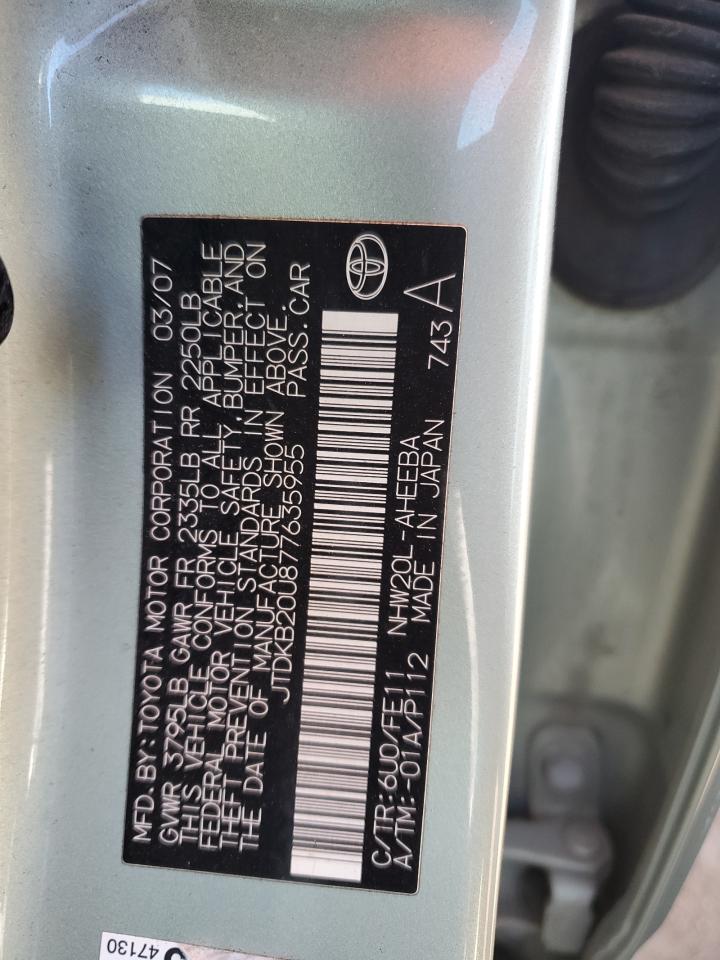 MFD. BY: TOYOTA MOTOR CORPORATION 03/07
GVWR 3795LB GAWR FR 2335LB RR 2250LB
THIS VEHICLE CONFORMS TO ALL APPLICABLE
FEDERAL MOTOR VEHICLE SAFETY, BUMPER, AND
THEFT PREVENTION STANDARDS IN EFFECT ON
THE DATE OF MANUFACTURE SHOWN ABOVE.
JTDKB20U877635955 PASS. CAR
C/TR: 6U0/FE11 NHW20L-AHEEBA
A/TM: -01A/P112 MADE IN JAPAN 743 A
47130